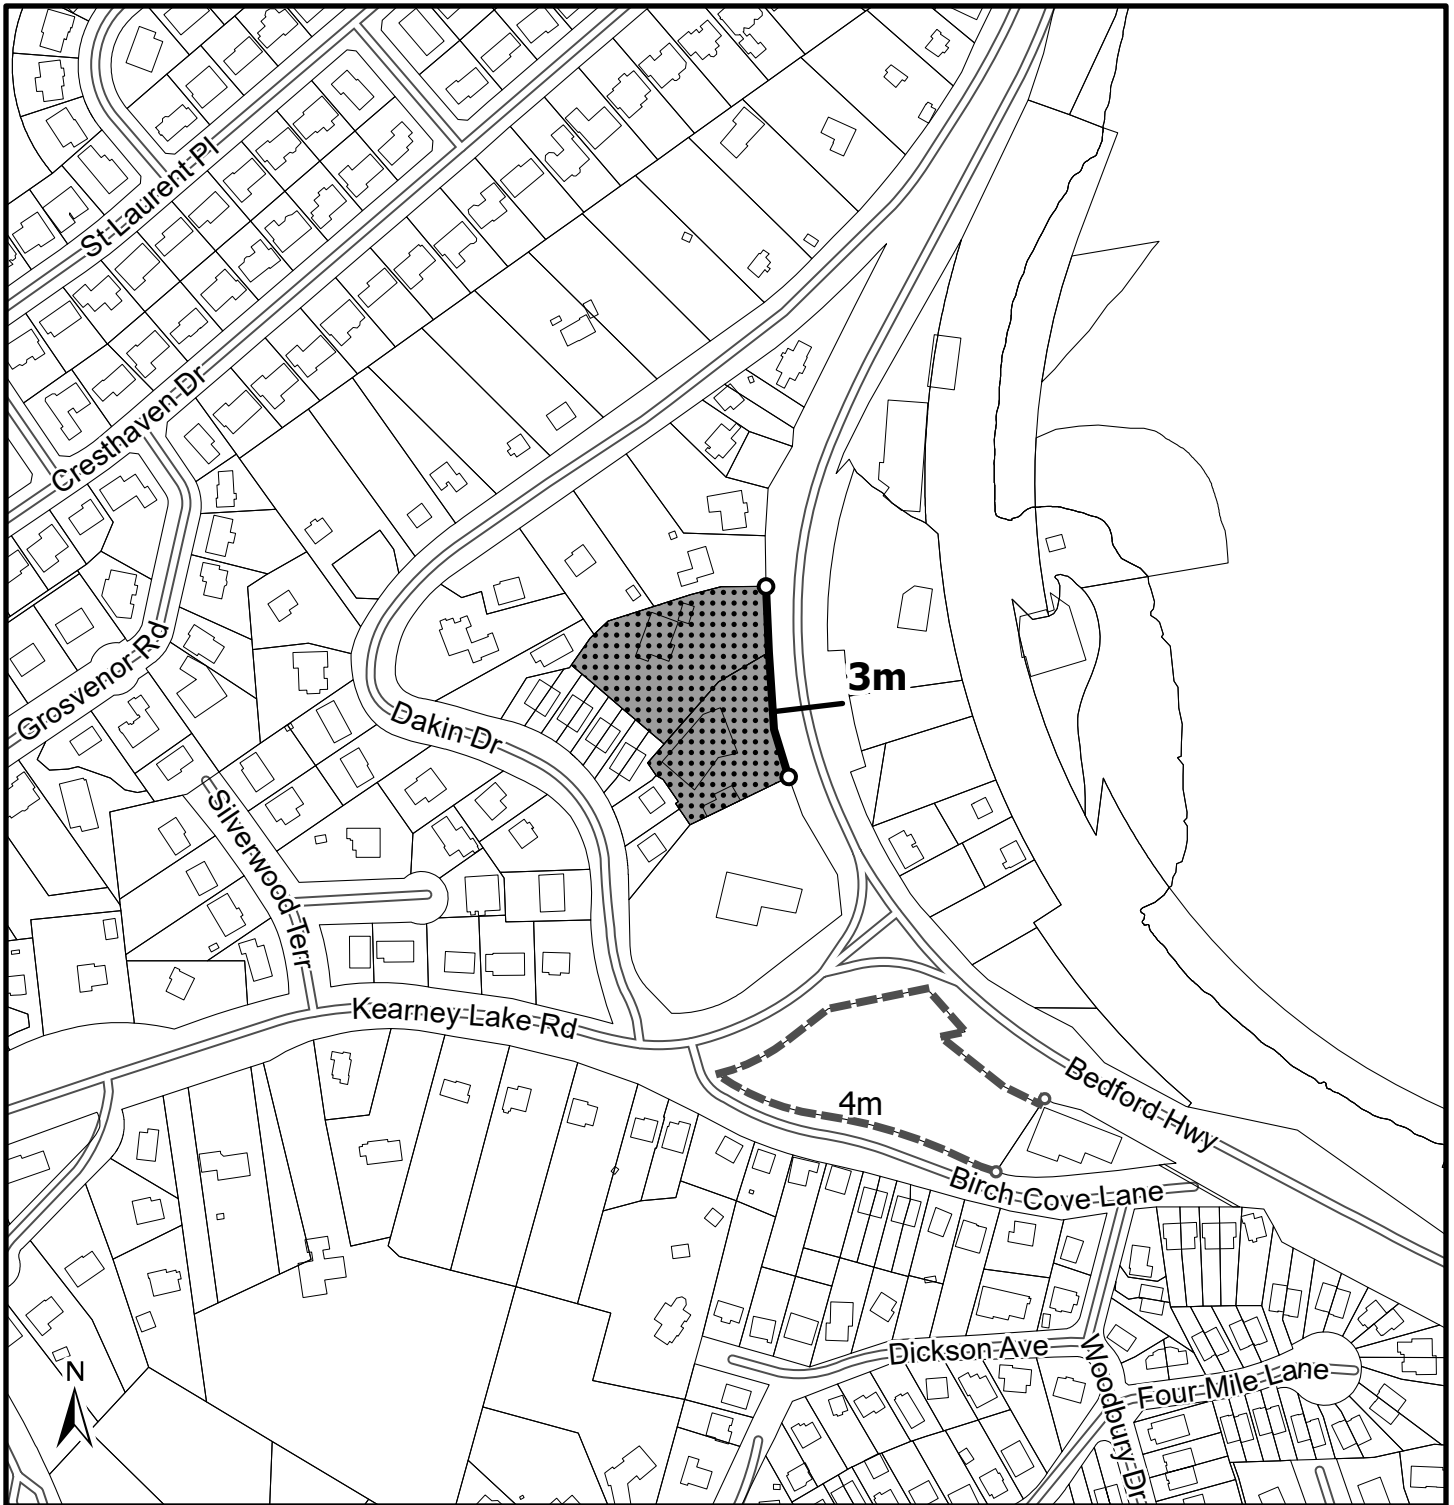 St Laurent Pl
Cresthaven Dr
Grosvenor Rd
3m
Dakin Dr
Silverwood Terr
Kearney Lake Rd
Bedford Hwy
4m
Birch Cove Lane
Dickson Ave
Woodbury Dr
Four Mile Lane
N